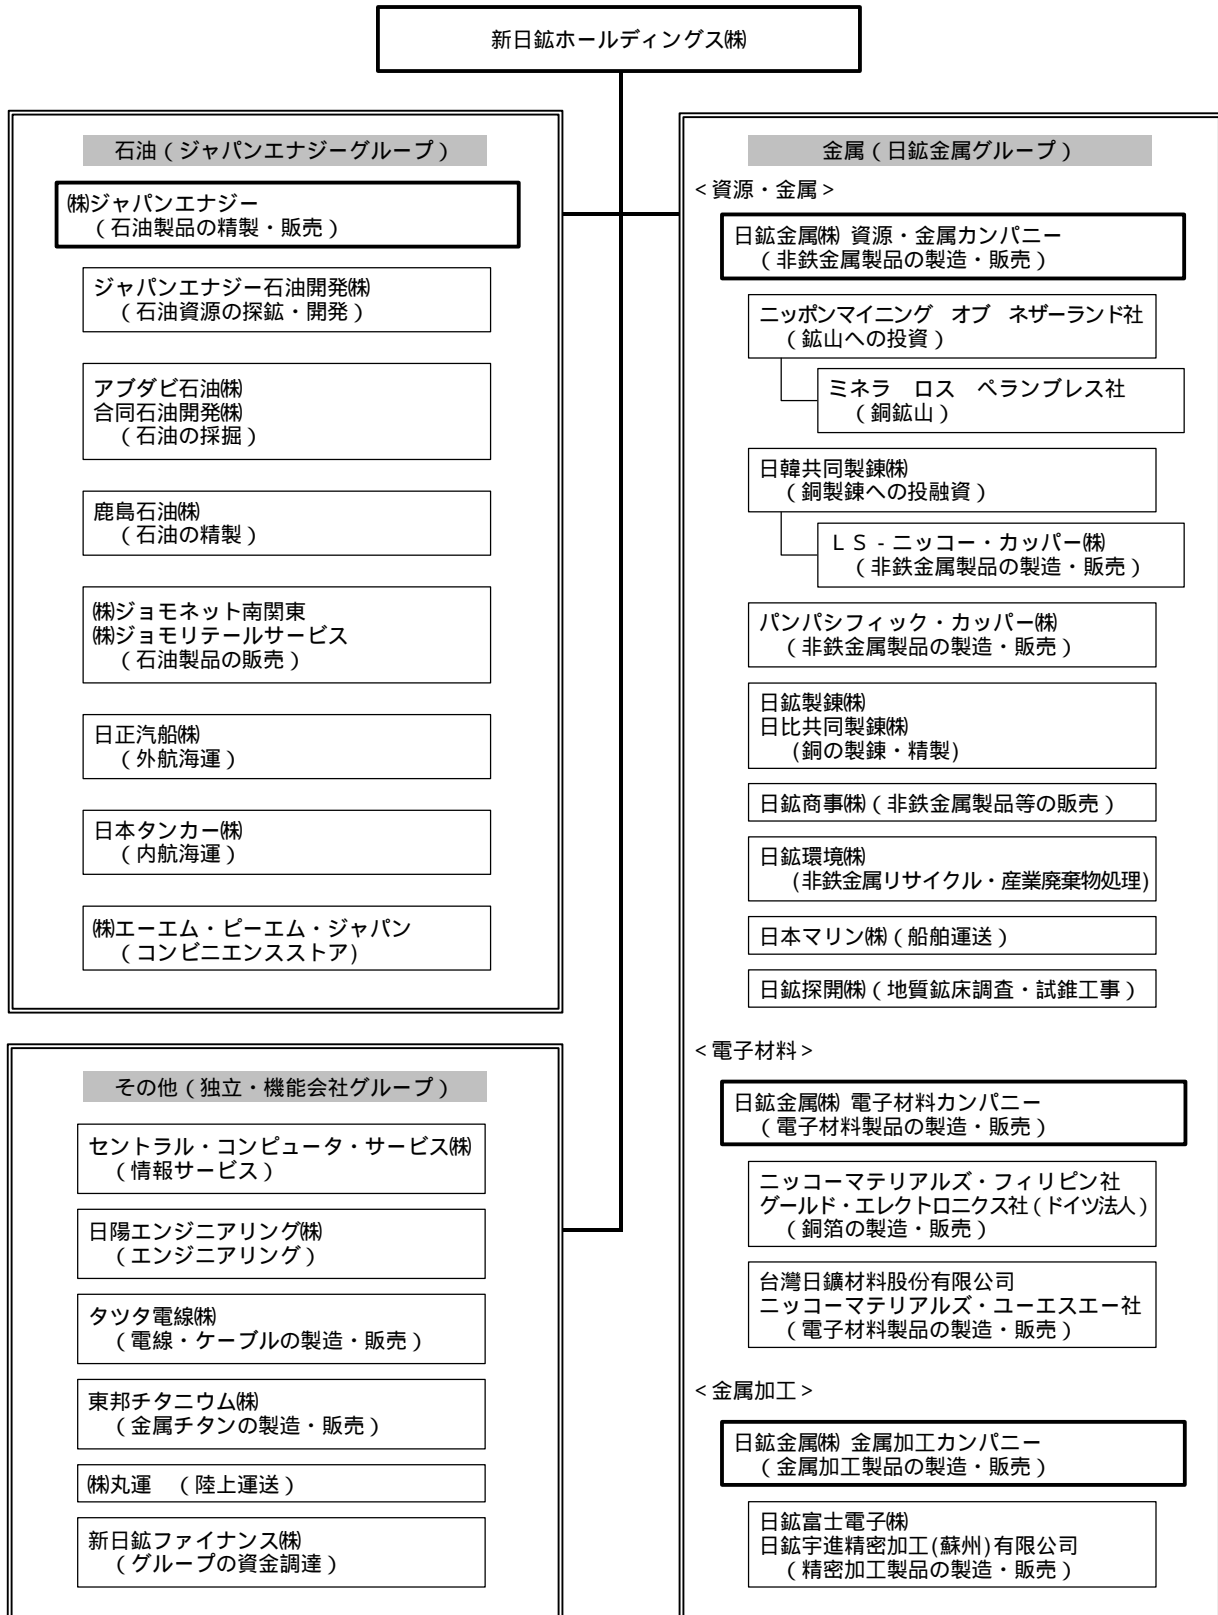 新日鉱ホールディングス㈱
石油（ジャパンエナジーグループ）
㈱ジャパンエナジー
（石油製品の精製・販売）
ジャパンエナジー石油開発㈱
（石油資源の探鉱・開発）
アブダビ石油㈱
合同石油開発㈱
（石油の採掘）
鹿島石油㈱
（石油の精製）
㈱ジョモネット南関東
㈱ジョモリテールサービス
（石油製品の販売）
日正汽船㈱
（外航海運）
日本タンカー㈱
（内航海運）
㈱エーエム・ピーエム・ジャパン
（コンビニエンスストア)
その他（独立・機能会社グループ）
セントラル・コンピュータ・サービス㈱
（情報サービス）
日陽エンジニアリング㈱
（エンジニアリング）
タツタ電線㈱
（電線・ケーブルの製造・販売）
東邦チタニウム㈱
（金属チタンの製造・販売）
㈱丸運　（陸上運送）
新日鉱ファイナンス㈱
（グループの資金調達）
金属（日鉱金属グループ）
＜資源・金属＞
日鉱金属㈱ 資源・金属カンパニー
（非鉄金属製品の製造・販売）
ニッポンマイニング　オブ　ネザーランド社
（鉱山への投資）
ミネラ　ロス　ペランブレス社
（銅鉱山）
日韓共同製錬㈱
（銅製錬への投融資）
ＬＳ-ニッコー・カッパー㈱
（非鉄金属製品の製造・販売）
パンパシフィック・カッパー㈱
（非鉄金属製品の製造・販売）
日鉱製錬㈱
日比共同製錬㈱
(銅の製錬・精製)
日鉱商事㈱（非鉄金属製品等の販売）
日鉱環境㈱
(非鉄金属リサイクル・産業廃棄物処理)
日本マリン㈱（船舶運送）
日鉱探開㈱（地質鉱床調査・試錐工事）
＜電子材料＞
日鉱金属㈱ 電子材料カンパニー
（電子材料製品の製造・販売）
ニッコーマテリアルズ・フィリピン社
グールド・エレクトロニクス社（ドイツ法人）
（銅箔の製造・販売）
台灣日鑛材料股份有限公司
ニッコーマテリアルズ・ユーエスエー社
（電子材料製品の製造・販売）
＜金属加工＞
日鉱金属㈱ 金属加工カンパニー
（金属加工製品の製造・販売）
日鉱富士電子㈱
日鉱宇進精密加工(蘇州)有限公司
（精密加工製品の製造・販売）